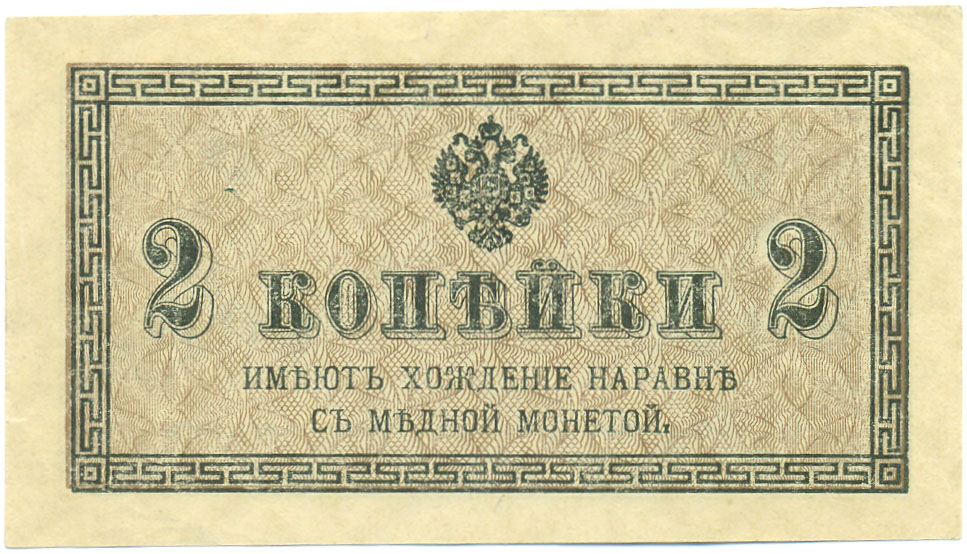 2 КОПѢЙКИ 2
ИМѢЮТЪ ХОЖДЕНІЕ НАРАВНѢ
СЪ МѢДНОЙ МОНЕТОЙ.